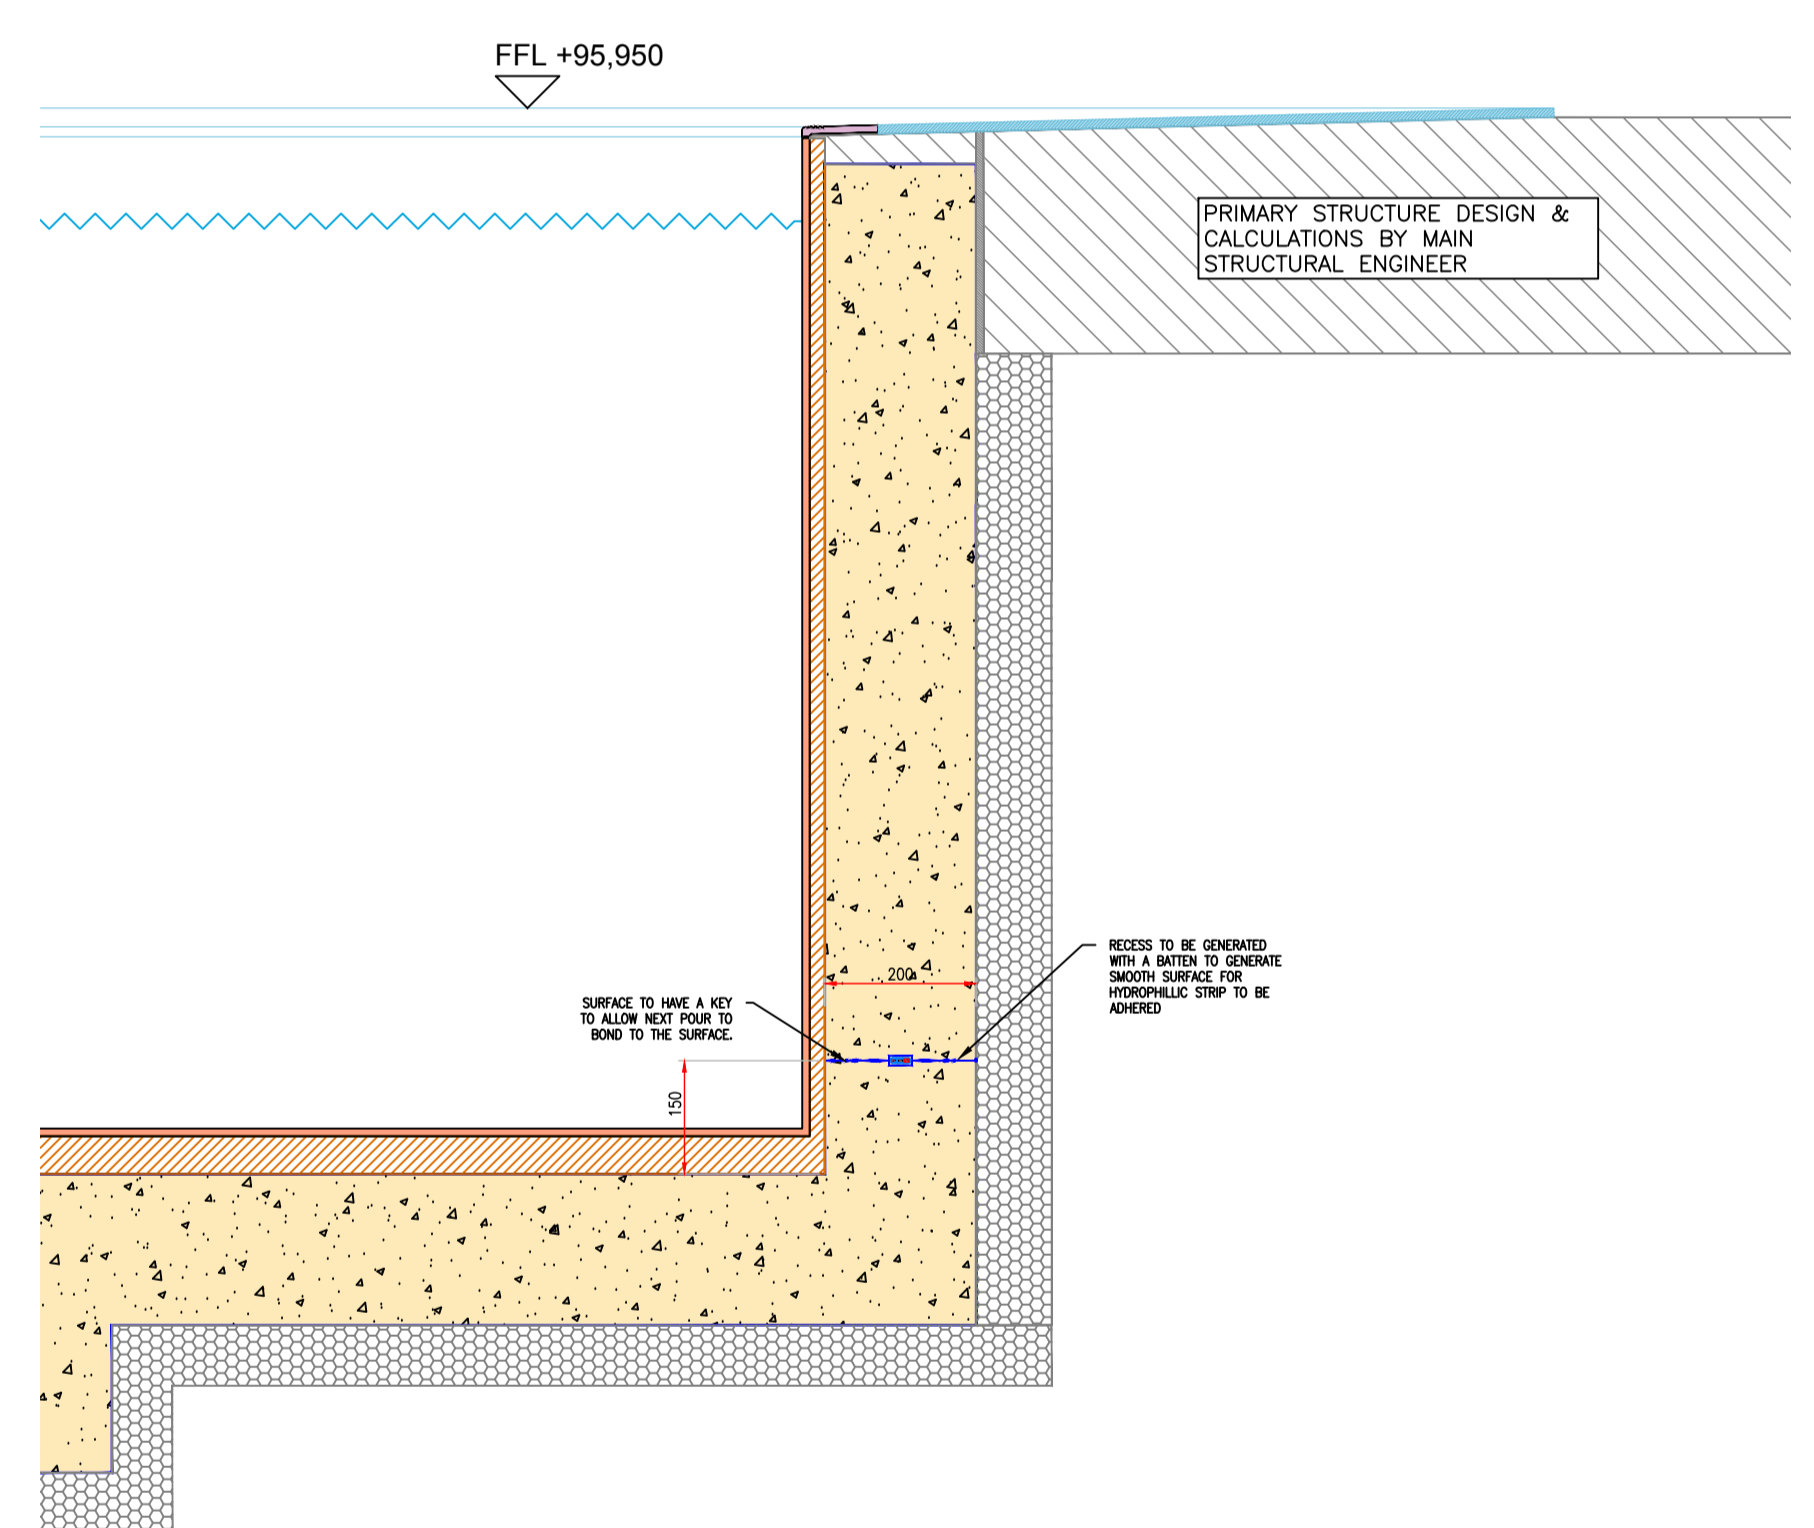 FFL +95,950
PRIMARY STRUCTURE DESIGN &
CALCULATIONS BY MAIN
STRUCTURAL ENGINEER
RECESS TO BE GENERATED
WITH A BATTEN TO GENERATE
SMOOTH SURFACE FOR
HYDROPHILLIC STRIP TO BE
ADHERED
200
SURFACE TO HAVE A KEY
TO ALLOW NEXT POUR TO
BOND TO THE SURFACE.
150